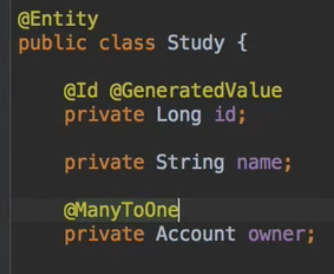 @Entity
public class Study {
@Id @GeneratedValue
private Long id;
private String name;
@ManyToOne
private Account owner;